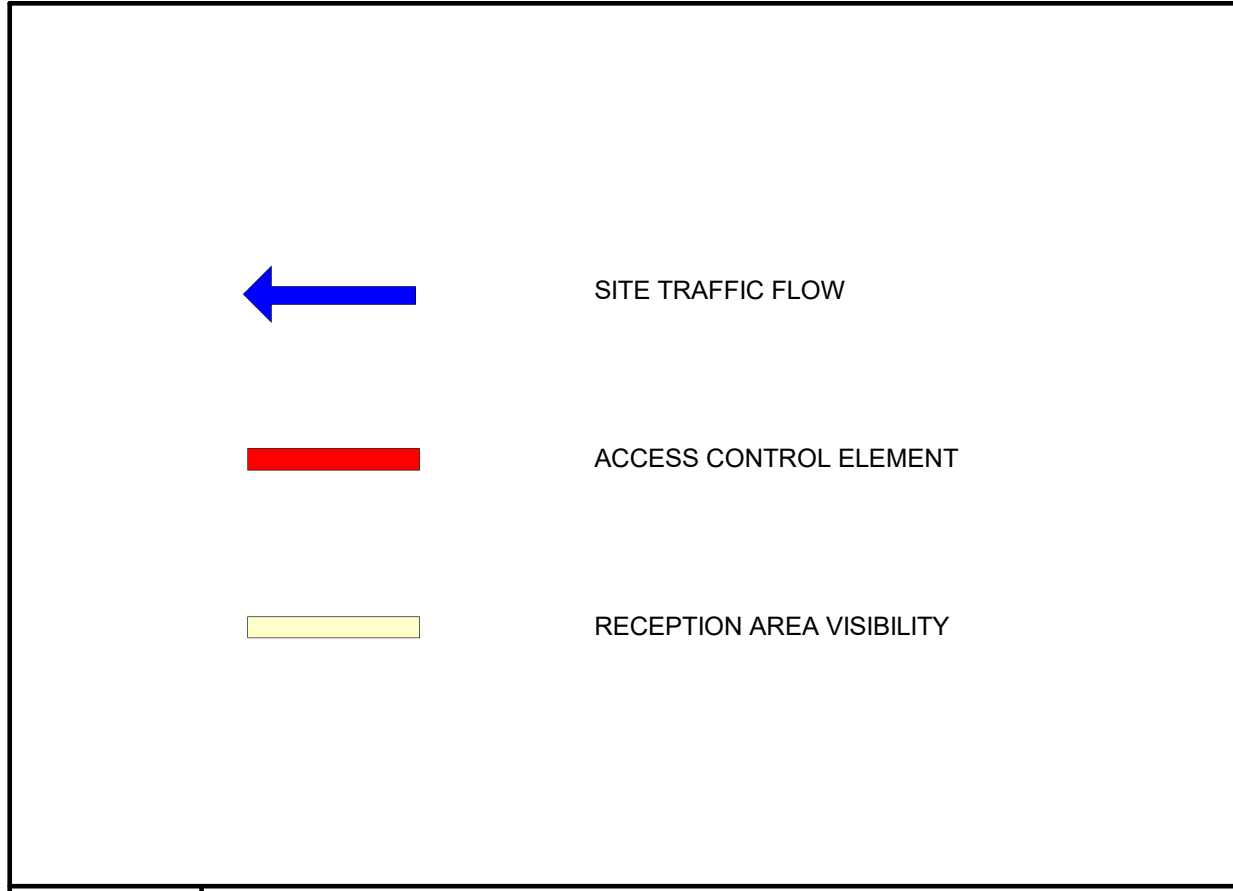 SITE TRAFFIC FLOW
ACCESS CONTROL ELEMENT
RECEPTION AREA VISIBILITY